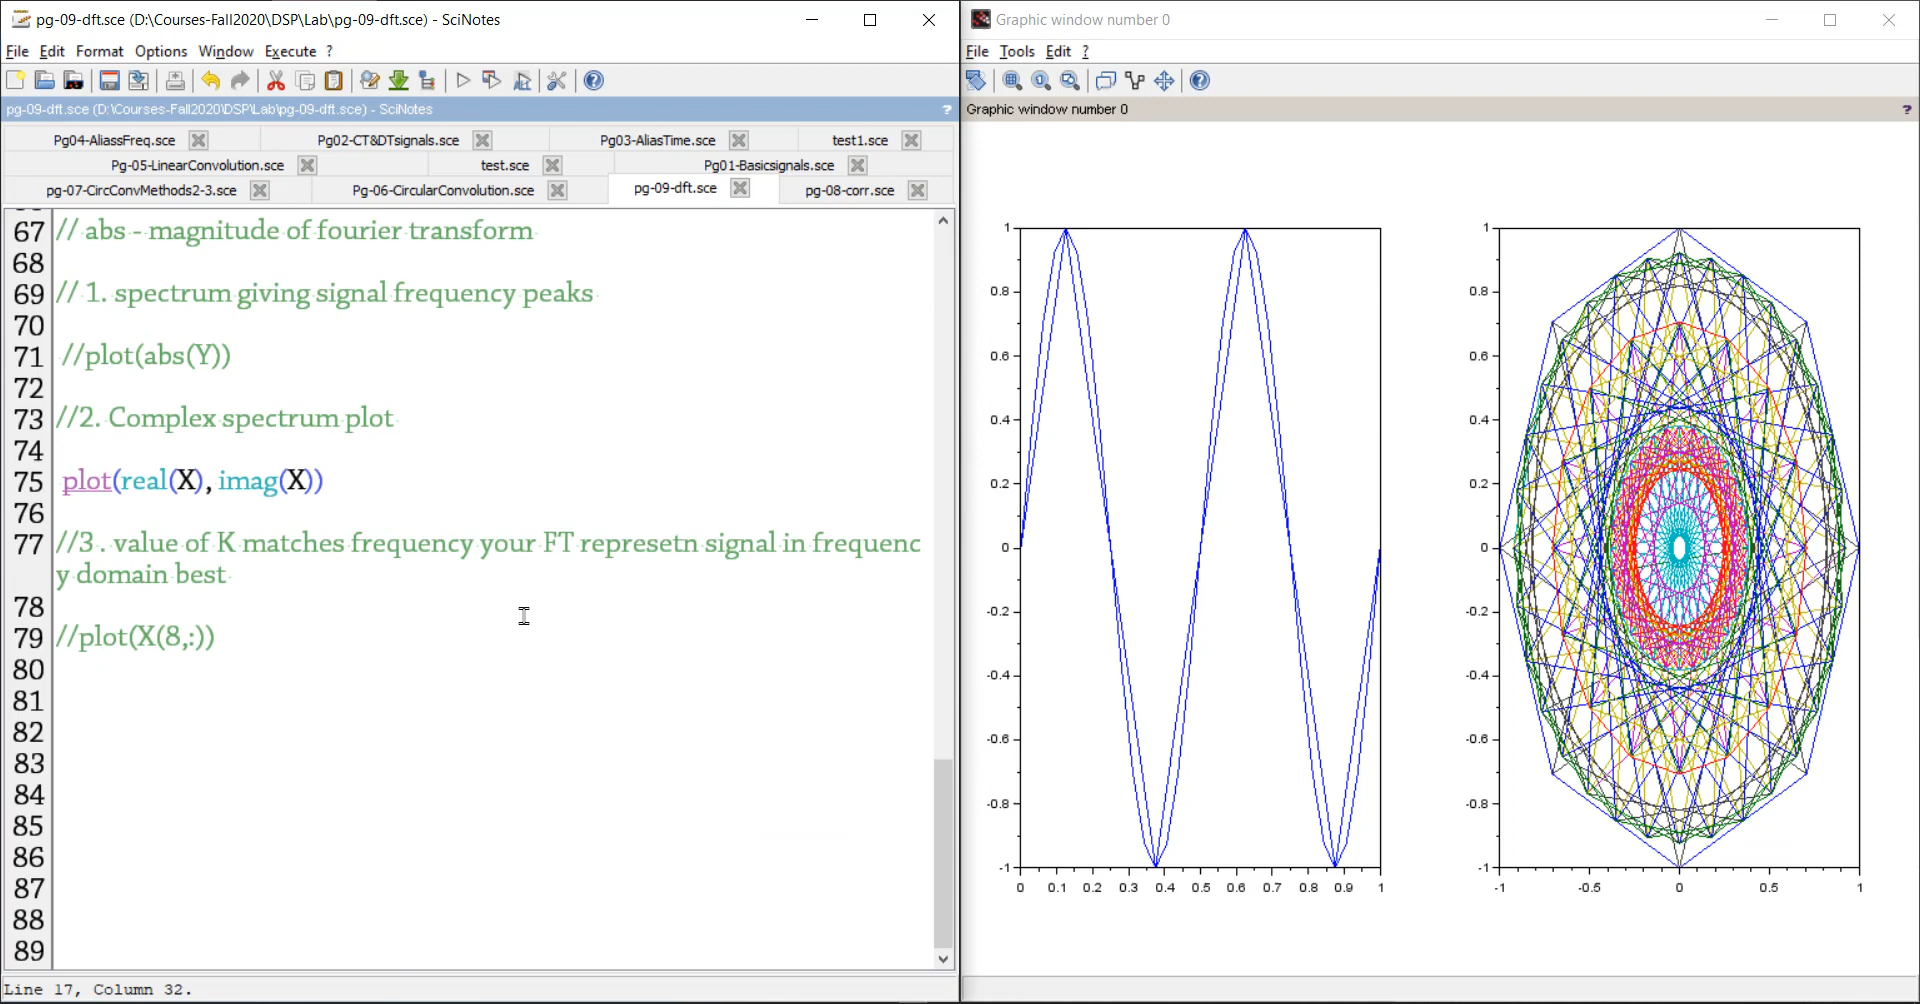 pg-09-dft.sce (D:\Courses-Fall2020\DSP\Lab\pg-09-dft.sce) - SciNotes
File Edit Format Options Window Execute ?
pg-09-dft.sce (D:\Courses-Fall2020\DSP\Lab\pg-09-dft.sce) - SciNotes ?
Pg04-AliassFreq.sce Pg02-CT&DTsignals.sce Pg03-AliasTime.sce test1.sce
Pg-05-LinearConvolution.sce test.sce Pg01-Basicsignals.sce
pg-07-CircConvMethods2-3.sce Pg-06-CircularConvolution.sce pg-09-dft.sce pg-08-corr.sce
67 // abs - magnitude of fourier transform
68
69 // 1. spectrum giving signal frequency peaks
70
71 //plot(abs(Y))
72
73 //2. Complex spectrum plot
74
75 plot(real(X), imag(X))
76
77 //3 . value of K matches frequency your FT represetn signal in frequenc
y domain best
78
79 //plot(X(8,:))
80
81
82
83
84
85
86
87
88
89
Line 17, Column 32.
Graphic window number 0
File Tools Edit ?
Graphic window number 0 ?
1
0.8
0.6
0.4
0.2
0
-0.2
-0.4
-0.6
-0.8
-1
0 0.1 0.2 0.3 0.4 0.5 0.6 0.7 0.8 0.9 1
1
0.8
0.6
0.4
0.2
0
-0.2
-0.4
-0.6
-0.8
-1
-1 -0.5 0 0.5 1